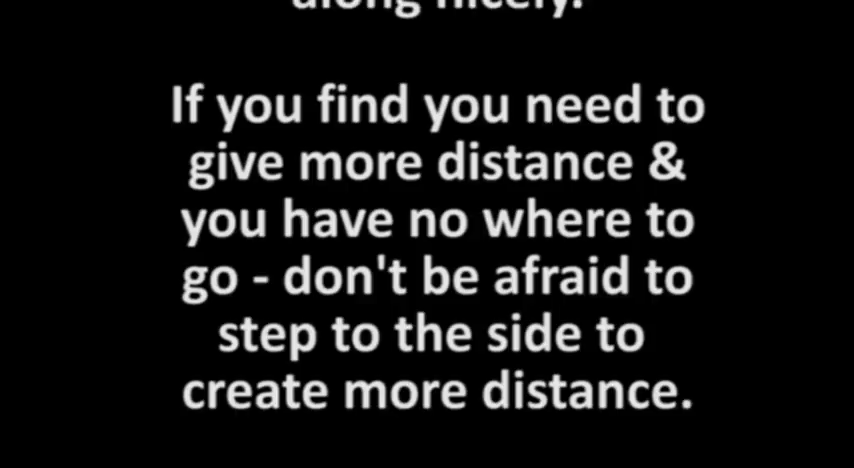 along nicely.
If you find you need to
give more distance &
you have no where to
go - don't be afraid to
step to the side to
create more distance.